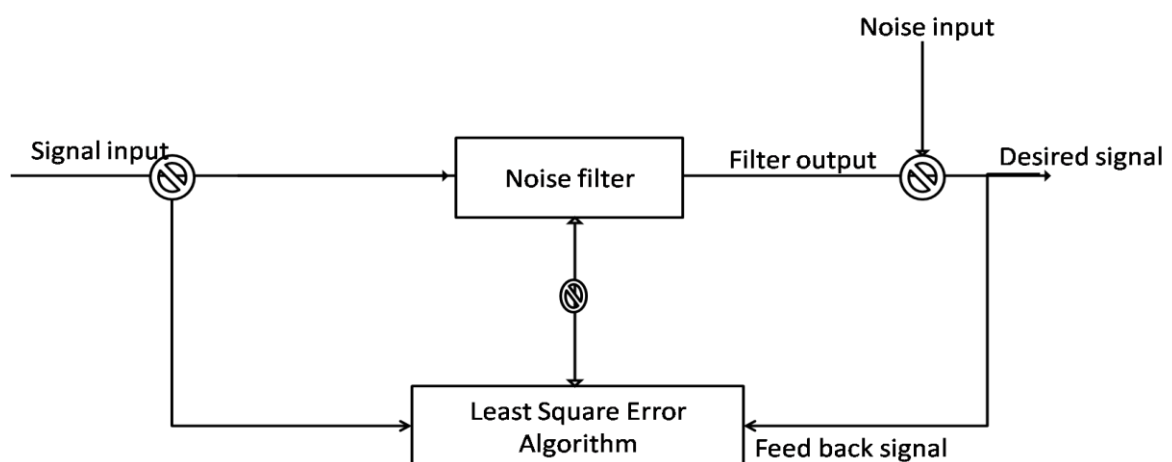 Noise input
Signal input
Noise filter
Filter output
Desired signal
Least Square Error
Algorithm
Feed back signal